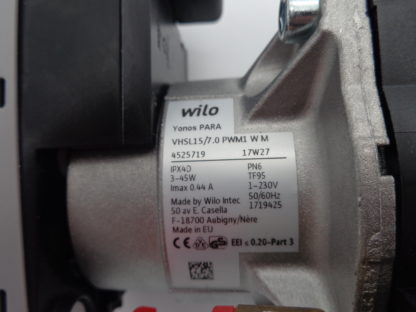 wilo
Yonos PARA
VHSL15/7.0 PWM1 W M
4525719 17W27
IPX4D PN6
3-45W TF95
Imax 0.44 A 1~230V
50/60Hz
Made by Wilo Intec 1719425
50 av E. Casella
F-18700 Aubigny/Nère
Made in EU
CE EEI ≤ 0.20-Part 3